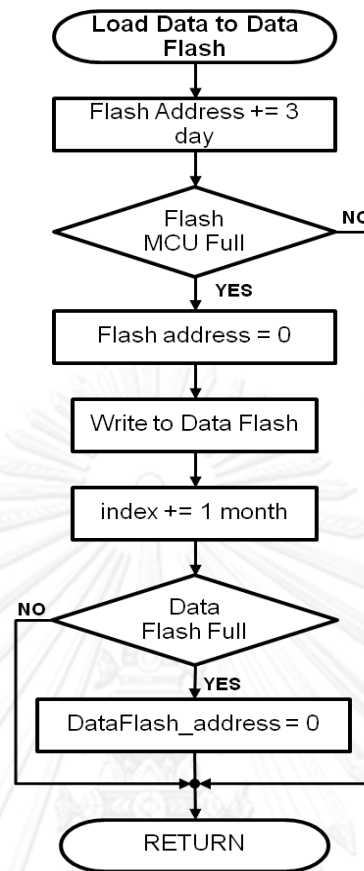 Load Data to Data
Flash
Flash Address += 3
day
Flash
MCU Full
NO
YES
Flash address = 0
Write to Data Flash
index += 1 month
Data
Flash Full
NO
YES
DataFlash_address = 0
RETURN